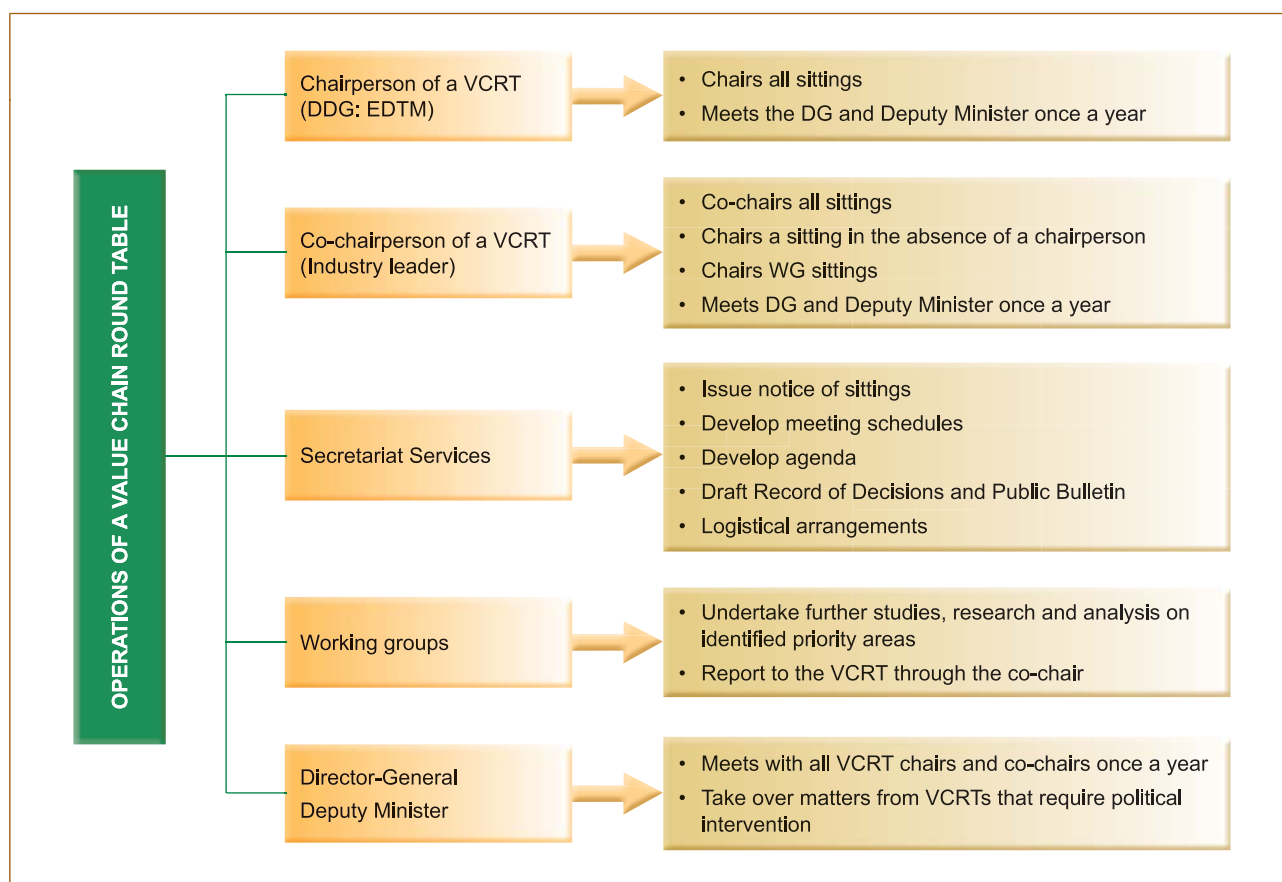 OPERATIONS OF A VALUE CHAIN ROUND TABLE
Chairperson of a VCRT
(DDG: EDTM)
• Chairs all sittings
• Meets the DG and Deputy Minister once a year
Co-chairperson of a VCRT
(Industry leader)
• Co-chairs all sittings
• Chairs a sitting in the absence of a chairperson
• Chairs WG sittings
• Meets DG and Deputy Minister once a year
Secretariat Services
• Issue notice of sittings
• Develop meeting schedules
• Develop agenda
• Draft Record of Decisions and Public Bulletin
• Logistical arrangements
Working groups
• Undertake further studies, research and analysis on
identified priority areas
• Report to the VCRT through the co-chair
Director-General
Deputy Minister
• Meets with all VCRT chairs and co-chairs once a year
• Take over matters from VCRTs that require political
intervention